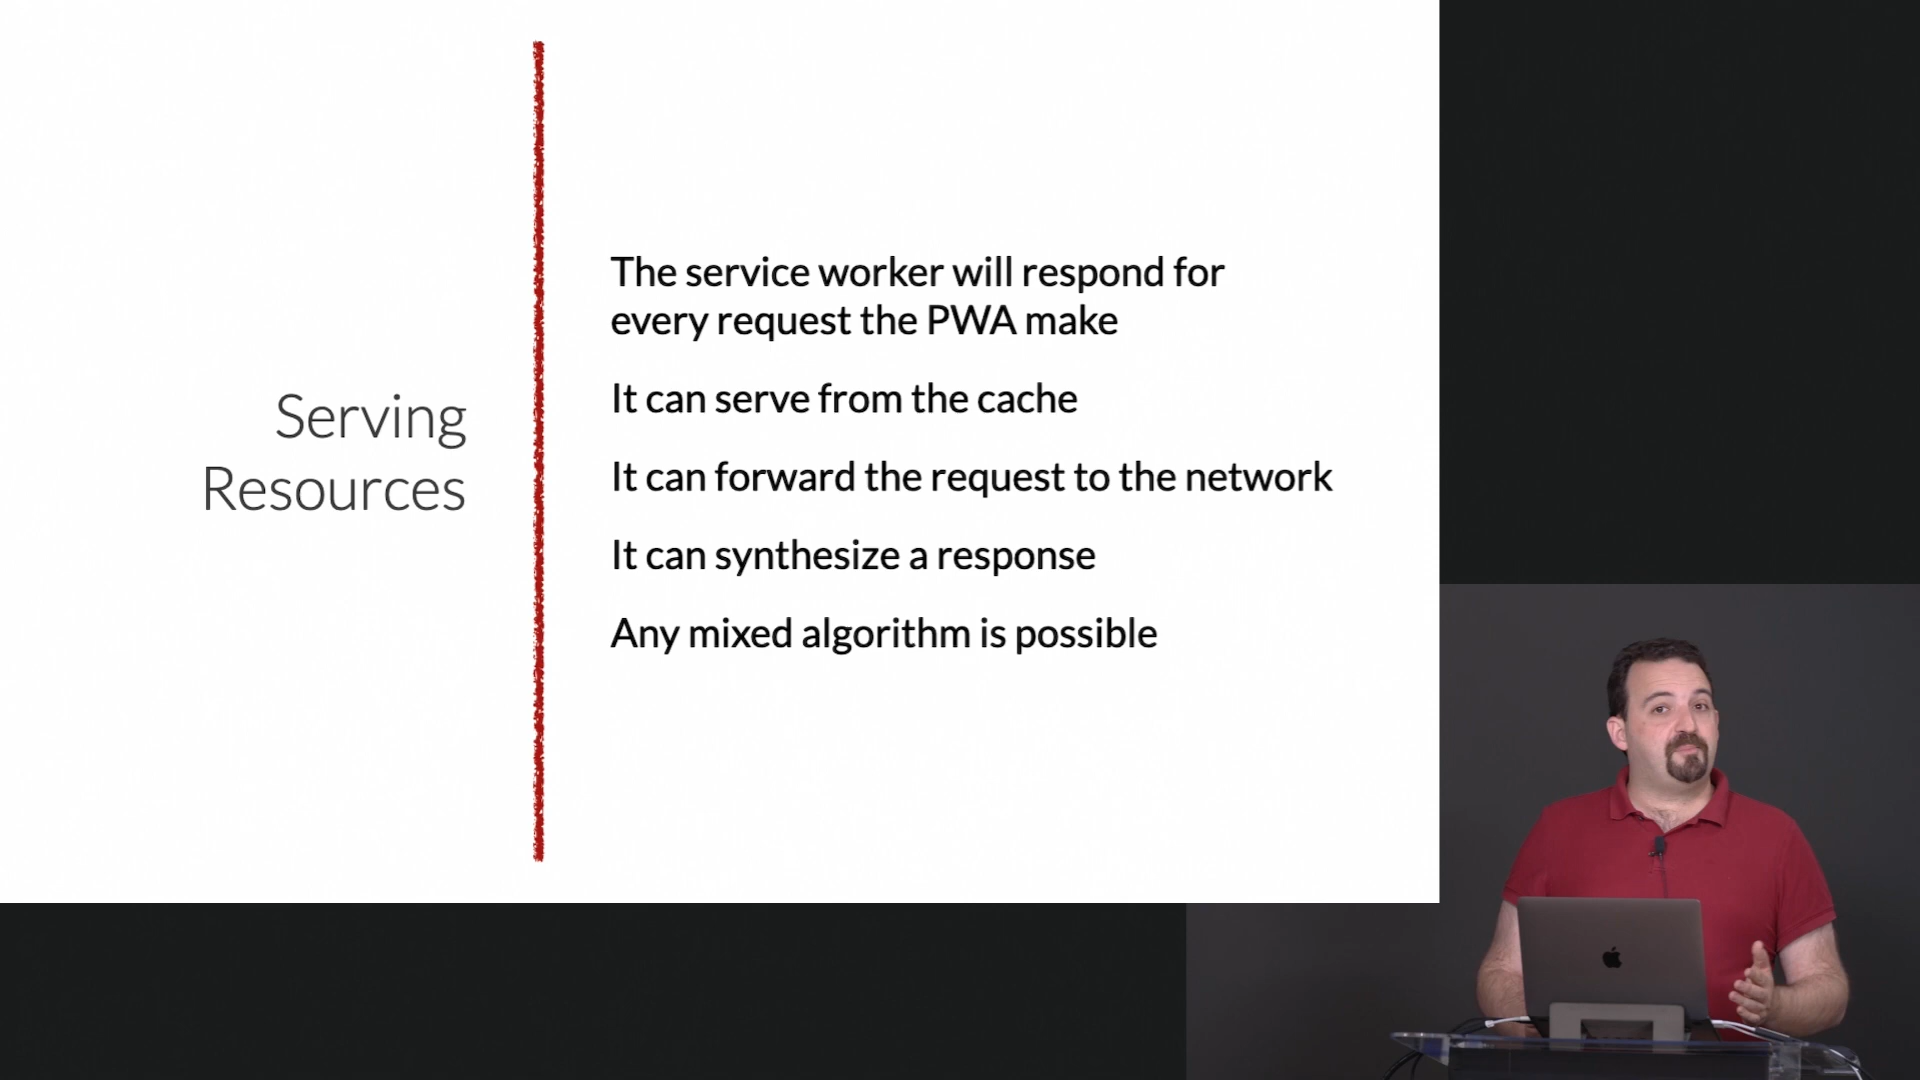 Serving
Resources
The service worker will respond for
every request the PWA make
It can serve from the cache
It can forward the request to the network
It can synthesize a response
Any mixed algorithm is possible